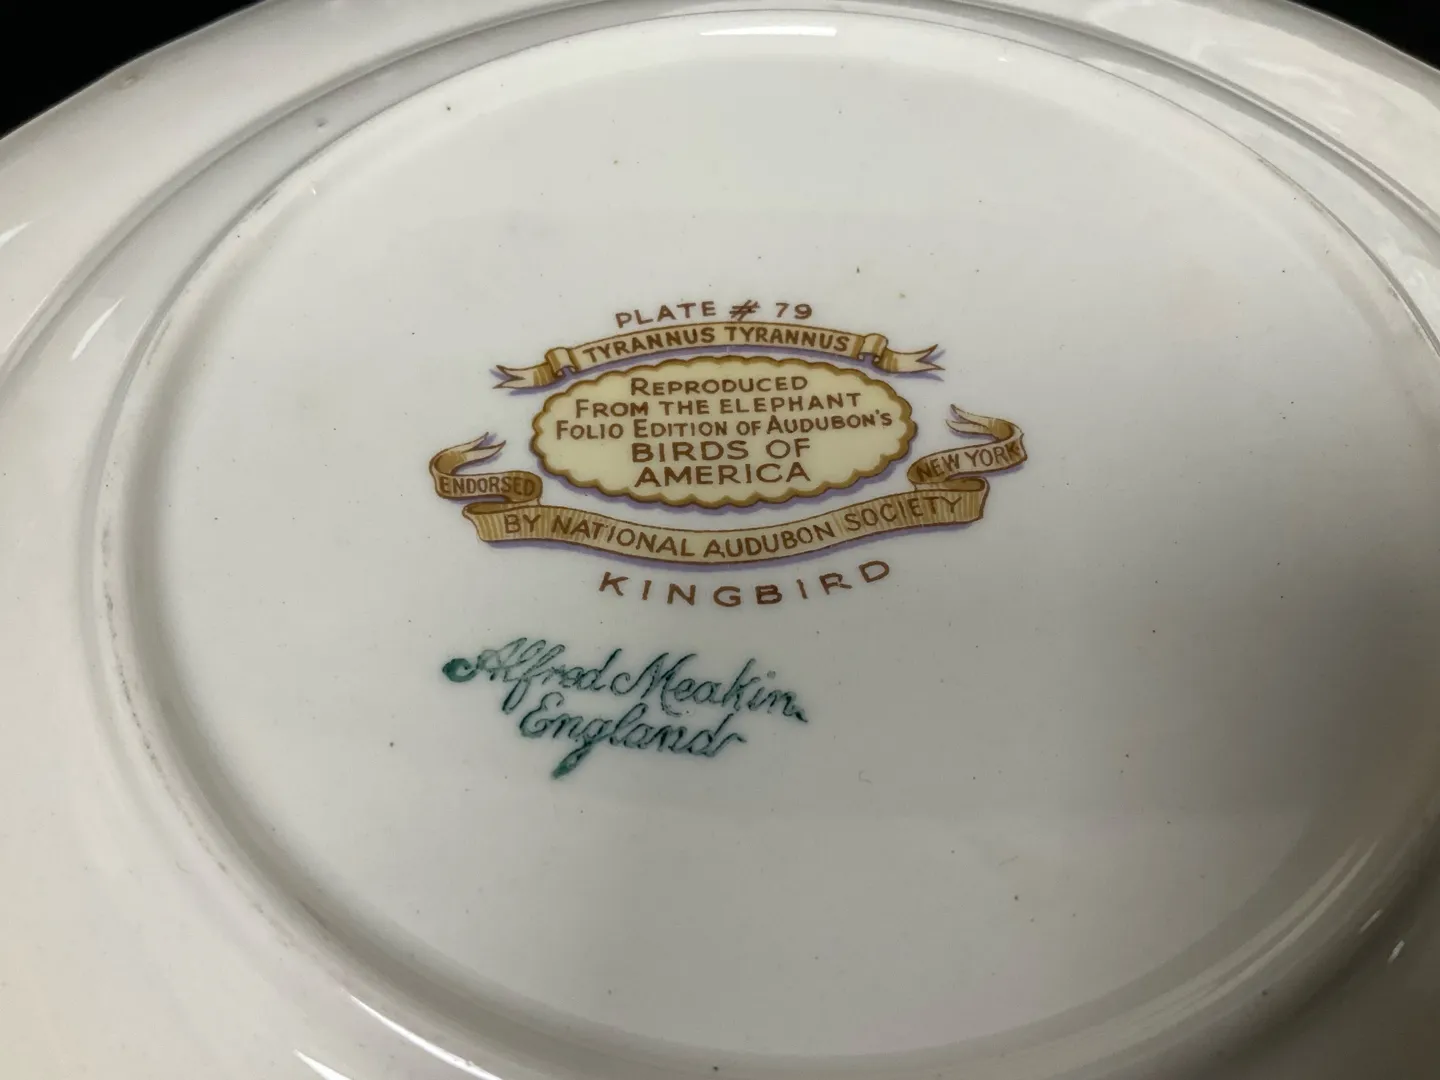 PLATE # 79
TYRANNUS TYRANNUS
REPRODUCED
FROM THE ELEPHANT
FOLIO EDITION OF AUDUBON'S
BIRDS OF
AMERICA
ENDORSED
BY NATIONAL AUDUBON SOCIETY
NEW YORK
KINGBIRD
Alfred Meakin
England